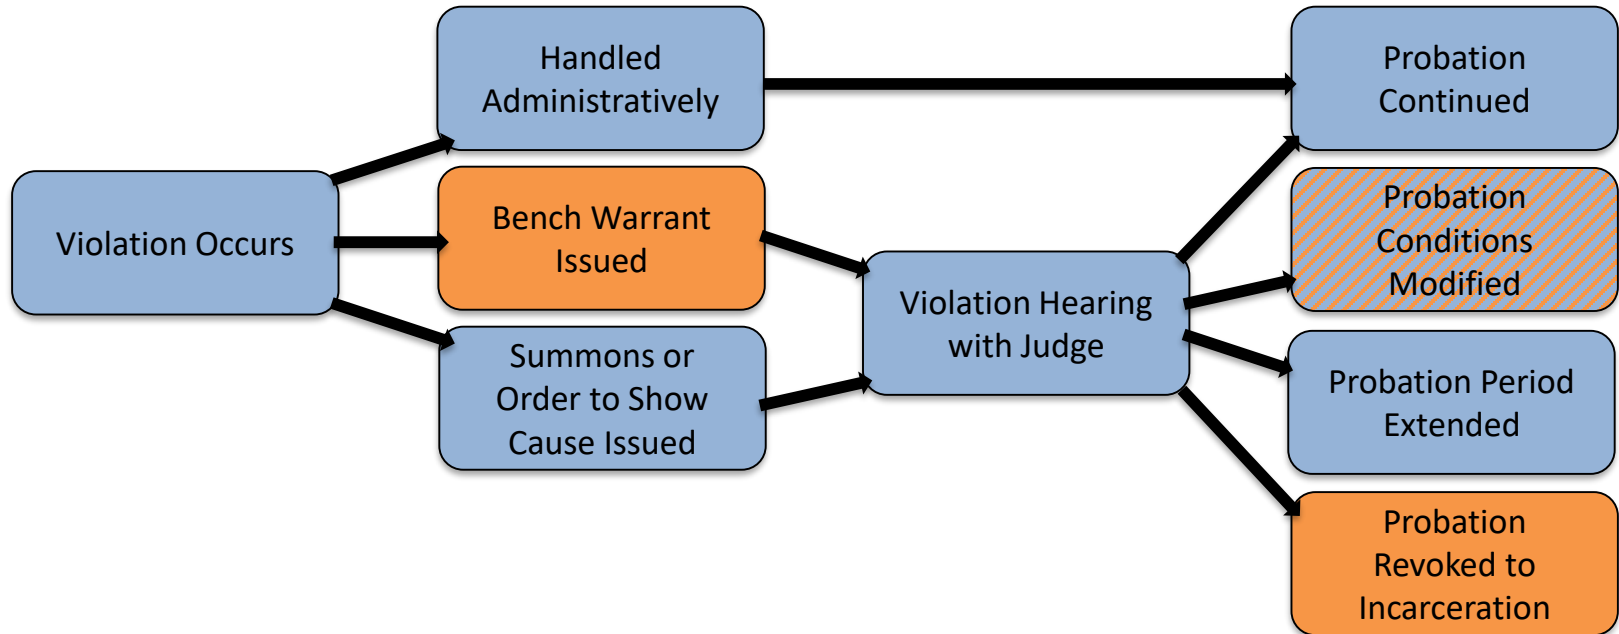 Handled
Administratively
Probation
Continued
Violation Occurs
Bench Warrant
Issued
Probation
Conditions
Modified
Summons or
Order to Show
Cause Issued
Violation Hearing
with Judge
Probation Period
Extended
Probation
Revoked to
Incarceration